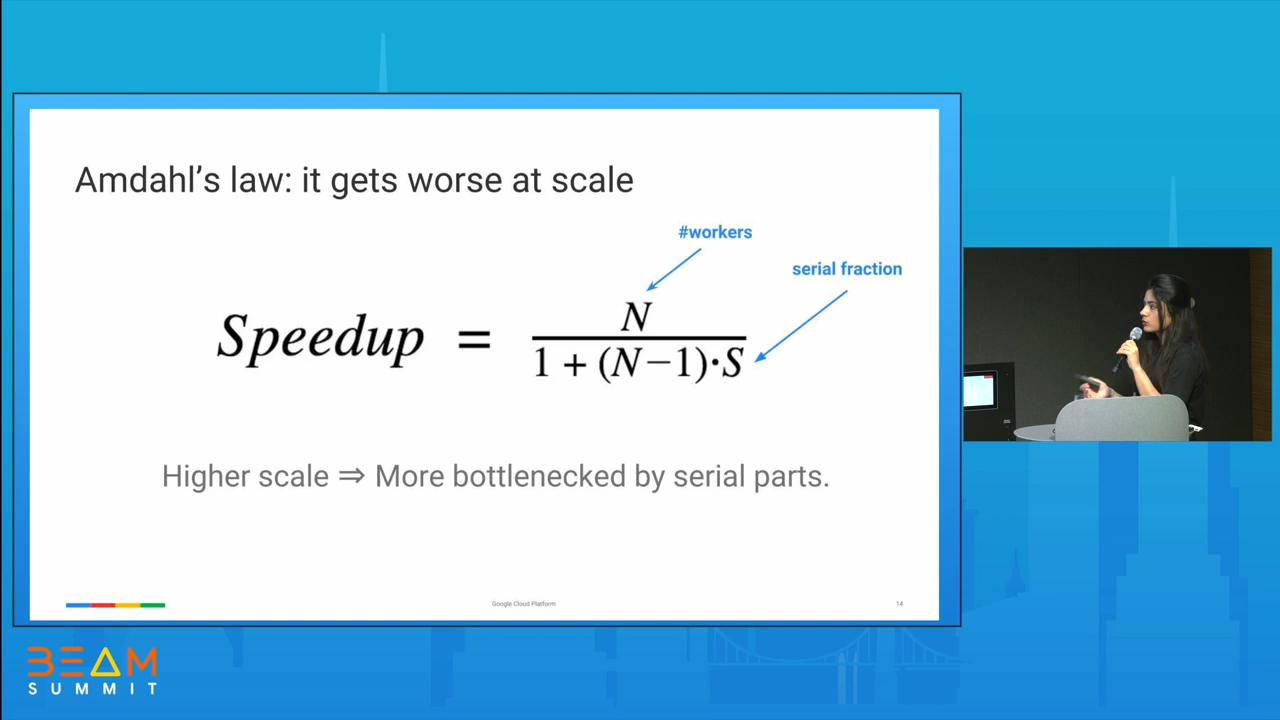 Amdahl's law: it gets worse at scale
#workers
serial fraction
Speedup = N / 1 + (N−1)·S
Higher scale ⇒ More bottlenecked by serial parts.
Google Cloud Platform
14
BEAM
SUMMIT